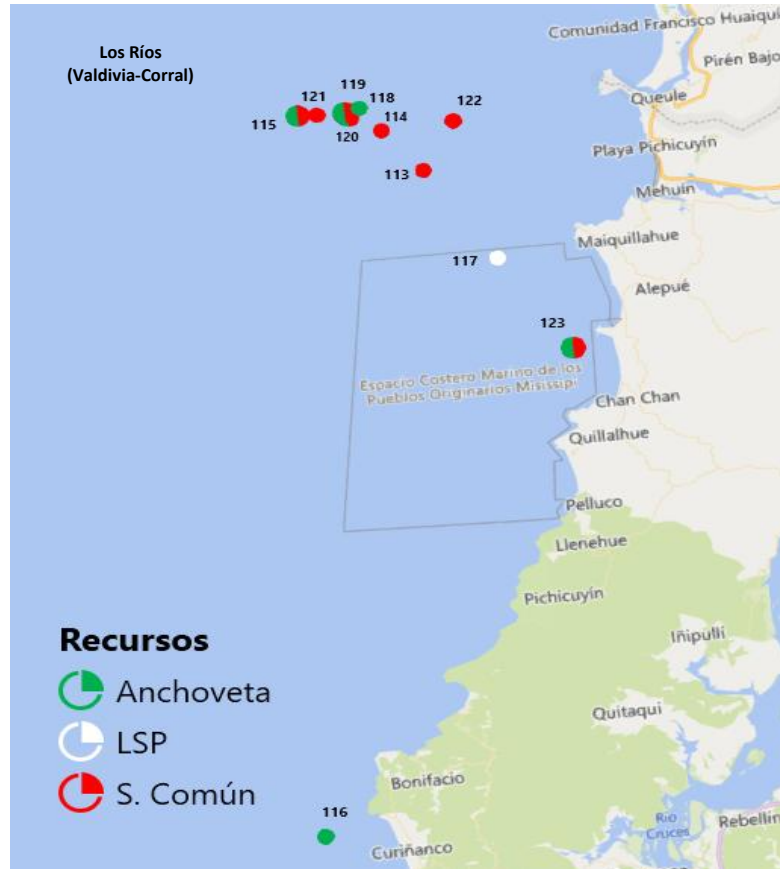 Comunidad Francisco Huaiqui
Los Ríos
(Valdivia-Corral)
Pirén Bajo
119
118
121
122
Queule
115
114
120
Playa Pichicuyín
113
Mehuín
Maiquillahue
117
Alepué
123
Espacio Costero Marino de los
Pueblos Originarios Misissipi
Chan Chan
Quillalhue
Pelluco
Llenehue
Pichicuyín
Recursos
Anchoveta
LSP
S. Común
Iñipulli
Quitaqui
Bonifacio
116
Río
Cruces
Rebellín
Curiñanco